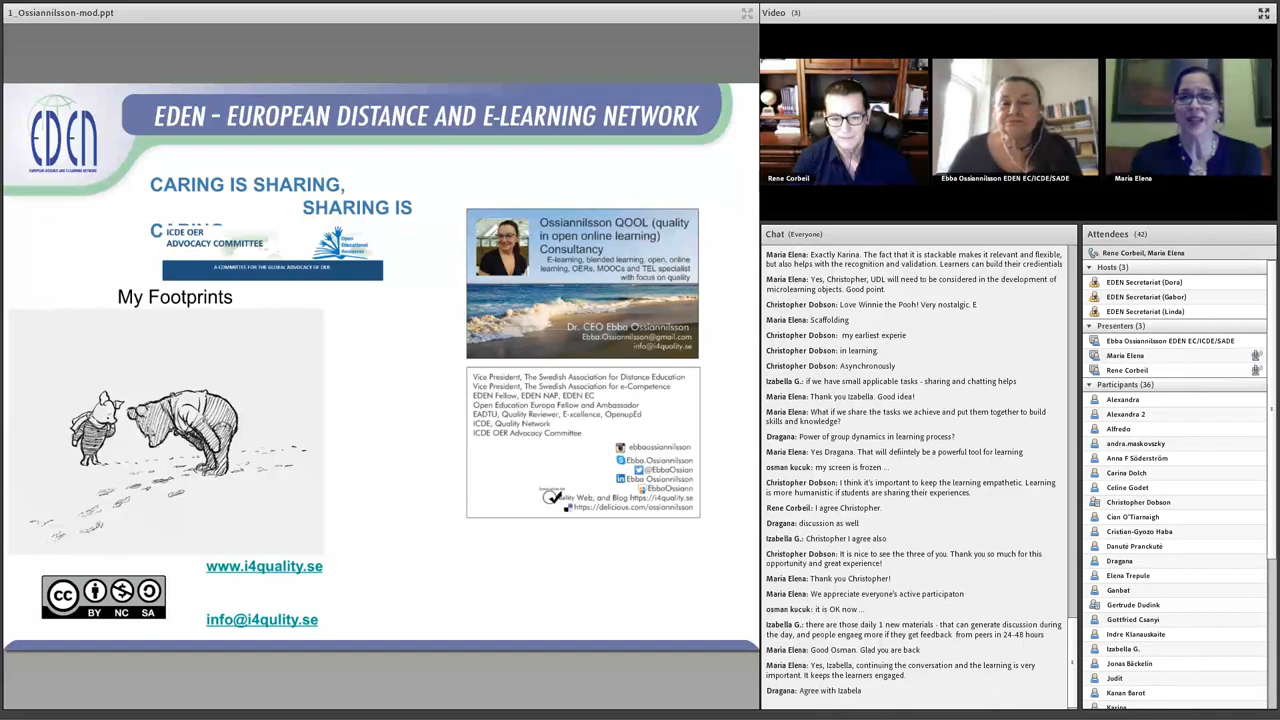 1_Ossiannilsson-mod.ppt
EDEN
EUROPEAN DISTANCE AND E-LEARNING NETWORK
EDEN – EUROPEAN DISTANCE AND E-LEARNING NETWORK
CARING IS SHARING,
SHARING IS
ICDE OER
ADVOCACY COMMITTEE
Open
Educational
Resources
A COMMITTEE FOR THE GLOBAL ADVOCACY OF OER
My Footprints
Ossiannilsson QOOL (quality
in open online learning)
Consultancy
E-learning, blended learning, open, online
learning, OERs, MOOCs and TEL specialist
with focus on quality
Dr. CEO Ebba Ossiannilsson
Ebba.Ossiannilsson@gmail.com
info@i4quality.se
Vice President, The Swedish Association for Distance Education
Vice President, The Swedish Association for e-Competence
EDEN Fellow, EDEN NAP, EDEN EC
Open Education Europa Fellow and Ambassador
EADTU, Quality Reviewer, E-xcellence, OpenupEd
ICDE, Quality Network
ICDE OER Advocacy Committee
ebbaossiannilsson
Ebba.Ossiannilsson
@EbbaOssian
Ebba Ossiannilsson
EbbaOssiann
uality Web, and Blog https://i4quality.se
https://delicious.com/ossiannilsson
www.i4quality.se
cc BY NC SA
info@i4qulity.se
Video (3)
Rene Corbeil
Ebba Ossiannilsson EDEN EC/ICDE/SADE
Maria Elena
Chat (Everyone)
Maria Elena: Exactly Karina. The fact that it is stackable makes it relevant and flexible,
but also helps with the recognition and validation. Learners can build their credentials
Maria Elena: Yes, Christopher, UDL will need to be considered in the development of
microlearning objects. Good point.
Christopher Dobson: Love Winnie the Pooh! Very nostalgic. E
Maria Elena: Scaffolding
Christopher Dobson: my earliest experie
Christopher Dobson: in learning.
Christopher Dobson: Asynchronously
Izabella G.: if we have small applicable tasks - sharing and chatting helps
Maria Elena: Thank you Izabella. Good idea!
Maria Elena: What if we share the tasks we achieve and put them together to build
skills and knowledge?
Dragana: Power of group dynamics in learning process?
Maria Elena: Yes Dragana. That will defiintely be a powerful tool for learning
osman kucuk: my screen is frozen ...
Christopher Dobson: I think it's important to keep the learning empathetic. Learning
is more humanistic if students are sharing their experiences.
Rene Corbeil: I agree Christopher.
Dragana: discussion as well
Izabella G.: Christopher I agree also
Christopher Dobson: It is nice to see the three of you. Thank you so much for this
opportunity and great experience!
Maria Elena: Thank you Christopher!
Maria Elena: We appreciate everyone's active participaton
osman kucuk: it is OK now ...
Izabella G.: there are those daily 1 new materials - that can generate discussion during
the day, and people engaeg more if they get feedback from peers in 24-48 hours
Maria Elena: Good Osman. Glad you are back
Maria Elena: Yes, Izabella, continuing the conversation and the learning is very
important. It keeps the learners engaged.
Dragana: Agree with Izabela
Attendees (42)
Rene Corbeil, Maria Elena
Hosts (3)
EDEN Secretariat (Dora)
EDEN Secretariat (Gabor)
EDEN Secretariat (Linda)
Presenters (3)
Ebba Ossiannilsson EDEN EC/ICDE/SADE
Maria Elena
Rene Corbeil
Participants (36)
Alexandra
Alexandra 2
Alfredo
andra.maskovszky
Anna F Söderström
Carina Dolch
Celine Godet
Christopher Dobson
Cian O'Tiarnaigh
Cristian-Gyozo Haba
Danutė Pranckutė
Dragana
Elena Trepule
Ganbat
Gertrude Dudink
Gottfried Csanyi
Indre Klanauskaite
Izabella G.
Jonas Bäckelin
Judit
Kanan Barot
Karina